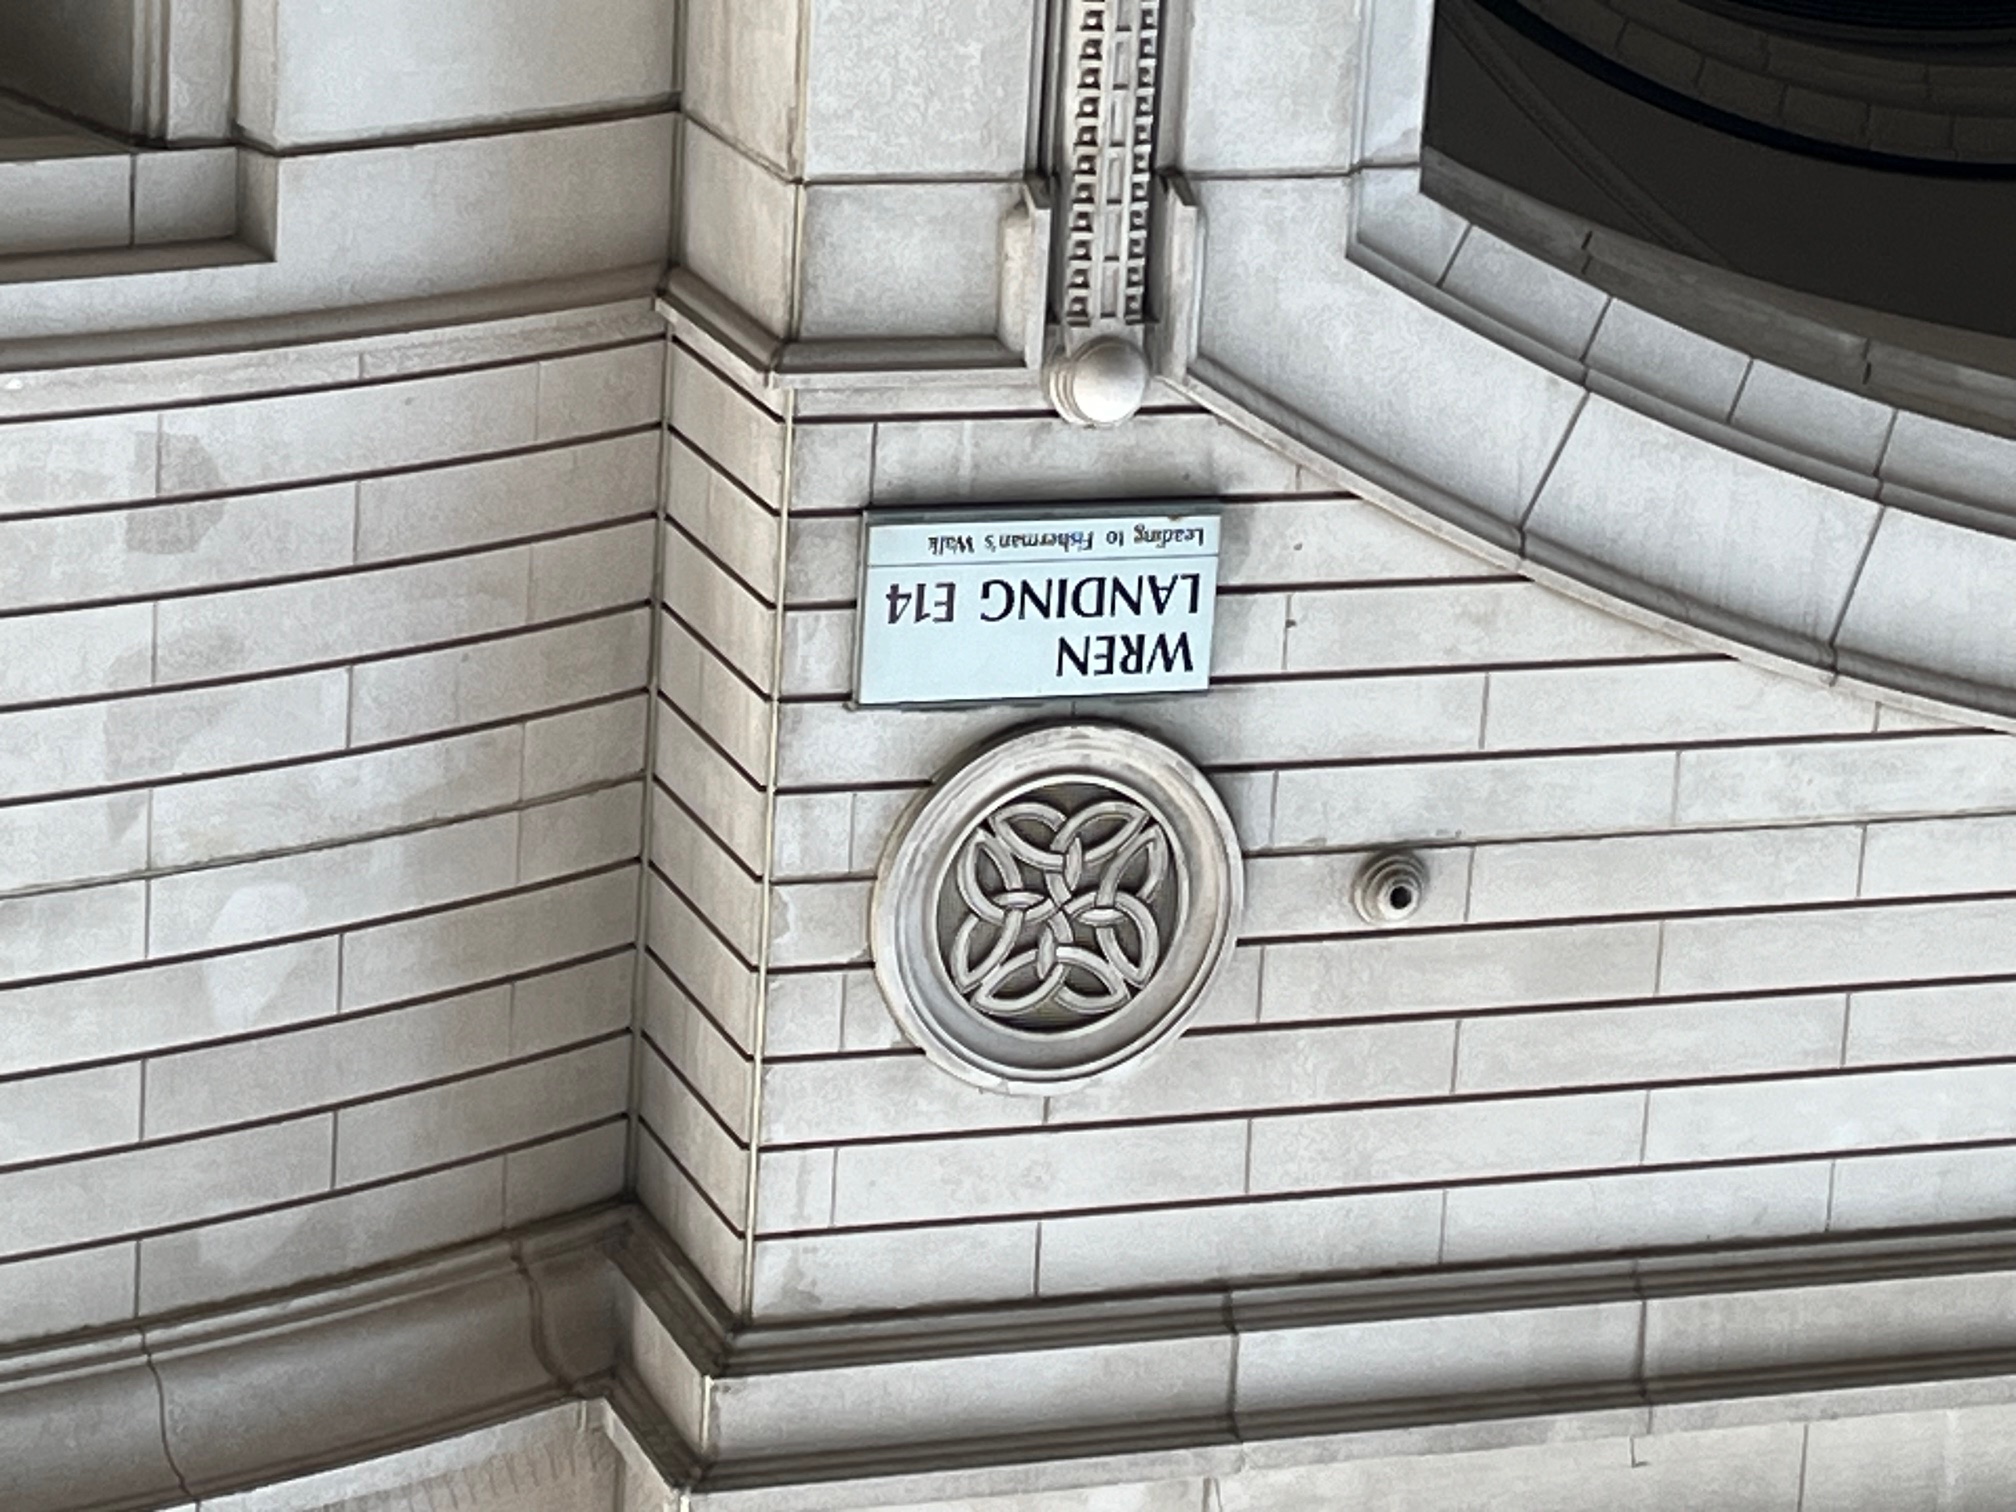 WREN
LANDING E14
Leading to Fisherman's Walk